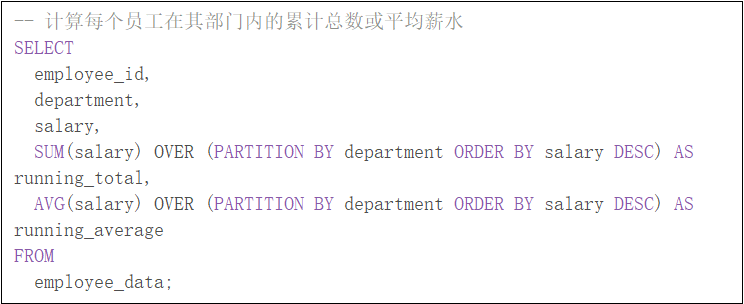 -- 计算每个员工在其部门内的累计总数或平均薪水
SELECT
  employee_id,
  department,
  salary,
  SUM(salary) OVER (PARTITION BY department ORDER BY salary DESC) AS
running_total,
  AVG(salary) OVER (PARTITION BY department ORDER BY salary DESC) AS
running_average
FROM
  employee_data;